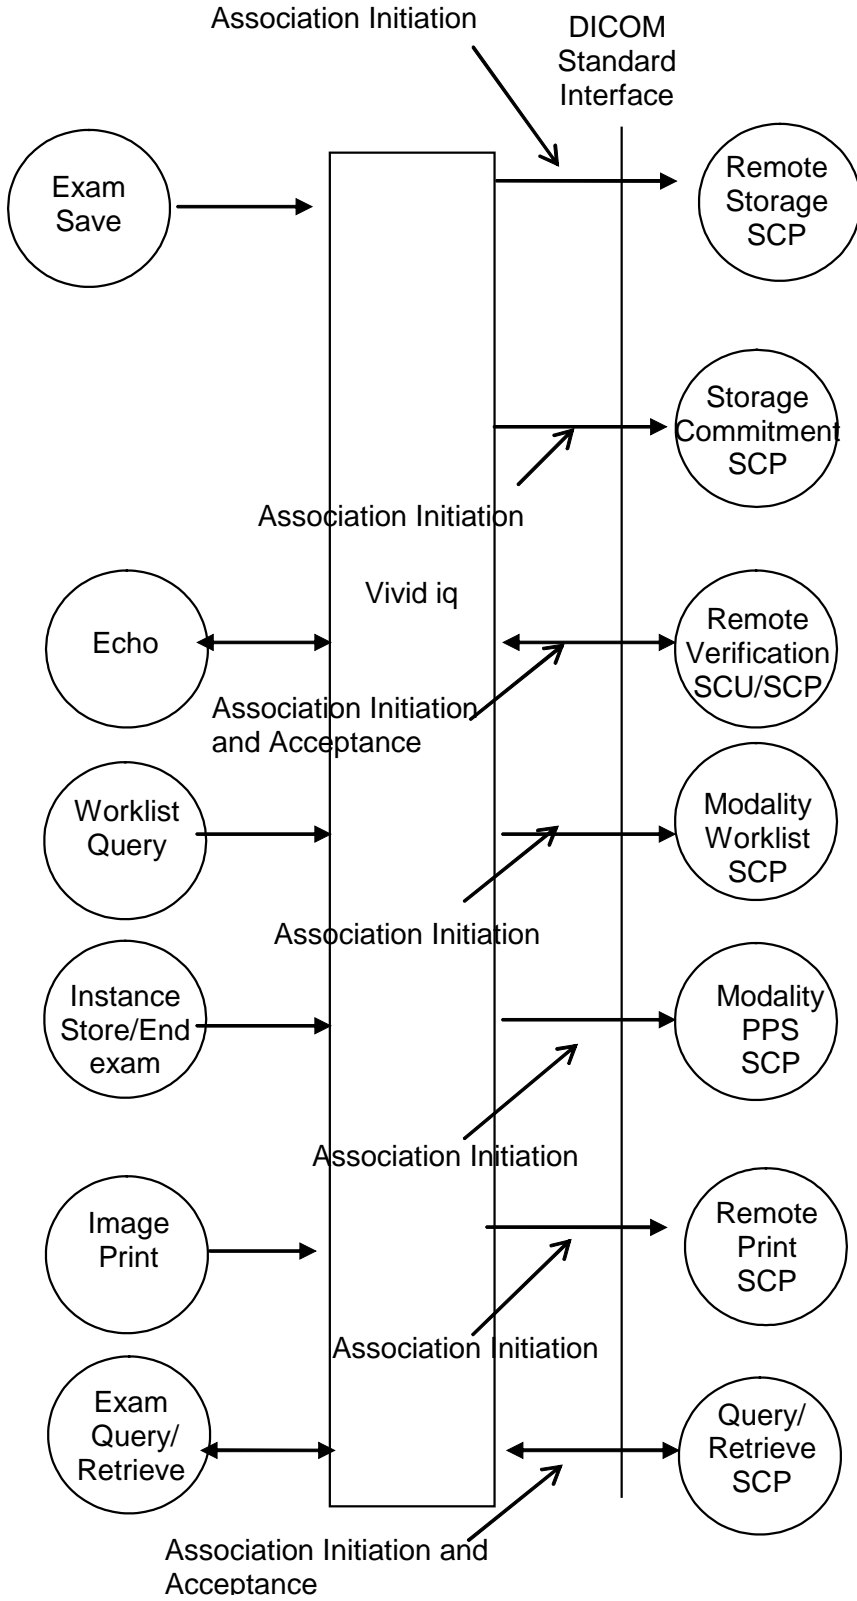 Association Initiation
DICOM
Standard
Interface
Exam
Save
Remote
Storage
SCP
Storage
Commitment
SCP
Association Initiation
Vivid iq
Echo
Remote
Verification
SCU/SCP
Association Initiation
and Acceptance
Worklist
Query
Modality
Worklist
SCP
Association Initiation
Instance
Store/End
exam
Modality
PPS
SCP
Association Initiation
Image
Print
Remote
Print
SCP
Association Initiation
Exam
Query/
Retrieve
Query/
Retrieve
SCP
Association Initiation and
Acceptance